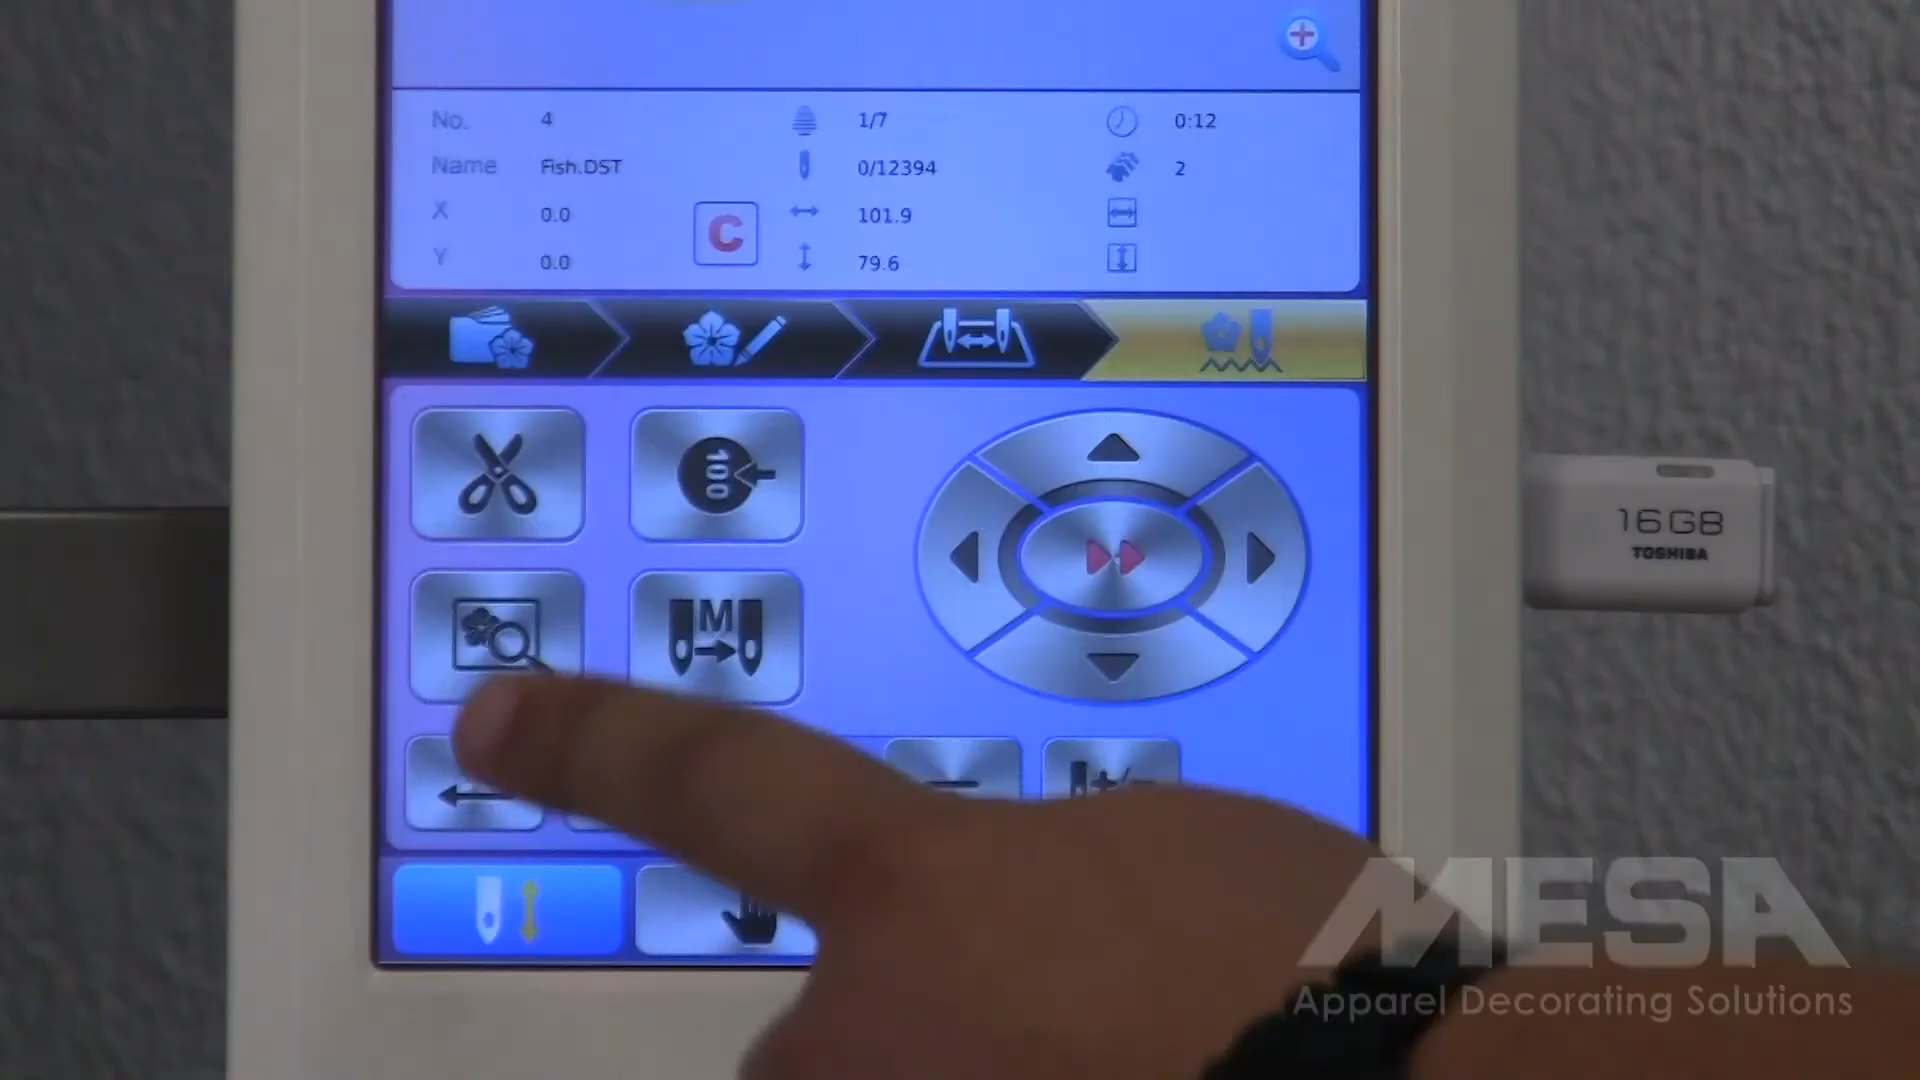 No. 4 1/7 0:12
Name Fish.DST 0/12394 2
X 0.0 101.9
C
Y 0.0 79.6
100
M
16GB
TOSHIBA
MESA
Apparel Decorating Solutions